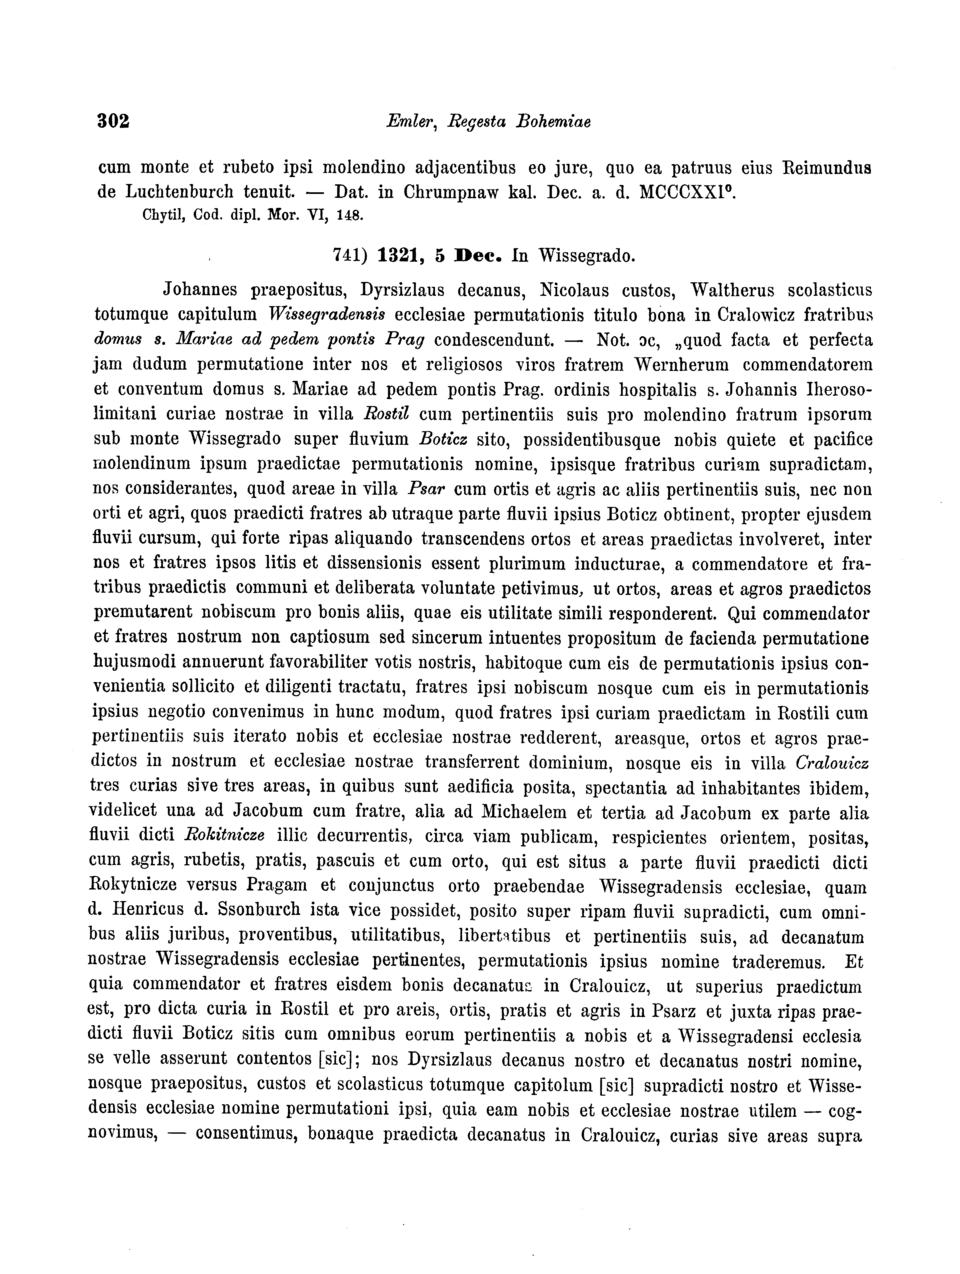 302 Emler, Regesta Bohemiae
cum monte et rubeto ipsi molendino adjacentibus eo jure, quo ea patruus eius Reimundus
de Luchtenburch tenuit. — Dat. in Chrumpnaw kal. Dec. a. d. MCCCXXI⁰.
Chytil, Cod. dipl. Mor. VI, 148.
741) 1321, 5 Dec. In Wissegrado.
Johannes praepositus, Dyrsizlaus decanus, Nicolaus custos, Waltherus scolasticus
totumque capitulum Wissegradensis ecclesiae permutationis titulo bona in Cralowicz fratribus
domus s. Mariae ad pedem pontis Prag condescendunt. — Not. ɔc, „quod facta et perfecta
jam dudum permutatione inter nos et religiosos viros fratrem Wernherum commendatorem
et conventum domus s. Mariae ad pedem pontis Prag. ordinis hospitalis s. Johannis Iheroso-
limitani curiae nostrae in villa Rostil cum pertinentiis suis pro molendino fratrum ipsorum
sub monte Wissegrado super fluvium Boticz sito, possidentibusque nobis quiete et pacifice
molendinum ipsum praedictae permutationis nomine, ipsisque fratribus curiam supradictam,
nos considerantes, quod areae in villa Psar cum ortis et agris ac aliis pertinentiis suis, nec non
orti et agri, quos praedicti fratres ab utraque parte fluvii ipsius Boticz obtinent, propter ejusdem
fluvii cursum, qui forte ripas aliquando transcendens ortos et areas praedictas involveret, inter
nos et fratres ipsos litis et dissensionis essent plurimum inducturae, a commendatore et fra-
tribus praedictis communi et deliberata voluntate petivimus, ut ortos, areas et agros praedictos
premutarent nobiscum pro bonis aliis, quae eis utilitate simili responderent. Qui commendator
et fratres nostrum non captiosum sed sincerum intuentes propositum de facienda permutatione
hujusmodi annuerunt favorabiliter votis nostris, habitoque cum eis de permutationis ipsius con-
venientia sollicito et diligenti tractatu, fratres ipsi nobiscum nosque cum eis in permutationis
ipsius negotio convenimus in hunc modum, quod fratres ipsi curiam praedictam in Rostili cum
pertinentiis suis iterato nobis et ecclesiae nostrae redderent, areasque, ortos et agros prae-
dictos in nostrum et ecclesiae nostrae transferrent dominium, nosque eis in villa Cralouicz
tres curias sive tres areas, in quibus sunt aedificia posita, spectantia ad inhabitantes ibidem,
videlicet una ad Jacobum cum fratre, alia ad Michaelem et tertia ad Jacobum ex parte alia
fluvii dicti Rokitnicze illic decurrentis, circa viam publicam, respicientes orientem, positas,
cum agris, rubetis, pratis, pascuis et cum orto, qui est situs a parte fluvii praedicti dicti
Rokytnicze versus Pragam et conjunctus orto praebendae Wissegradensis ecclesiae, quam
d. Henricus d. Ssonburch ista vice possidet, posito super ripam fluvii supradicti, cum omni-
bus aliis juribus, proventibus, utilitatibus, libertatibus et pertinentiis suis, ad decanatum
nostrae Wissegradensis ecclesiae pertinentes, permutationis ipsius nomine traderemus. Et
quia commendator et fratres eisdem bonis decanatus in Cralouicz, ut superius praedictum
est, pro dicta curia in Rostil et pro areis, ortis, pratis et agris in Psarz et juxta ripas prae-
dicti fluvii Boticz sitis cum omnibus eorum pertinentiis a nobis et a Wissegradensi ecclesia
se velle asserunt contentos [sic]; nos Dyrsizlaus decanus nostro et decanatus nostri nomine,
nosque praepositus, custos et scolasticus totumque capitolum [sic] supradicti nostro et Wisse-
densis ecclesiae nomine permutationi ipsi, quia eam nobis et ecclesiae nostrae utilem — cog-
novimus, — consentimus, bonaque praedicta decanatus in Cralouicz, curias sive areas supra